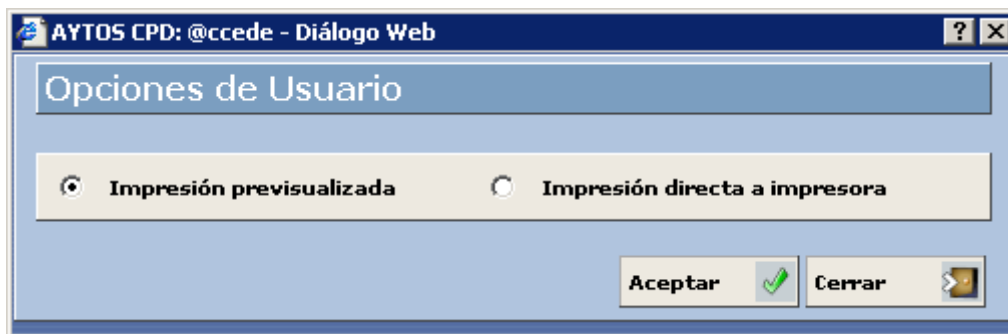 AYTOS CPD: @ccede - Diálogo Web
Opciones de Usuario
Impresión previsualizada Impresión directa a impresora
Aceptar Cerrar